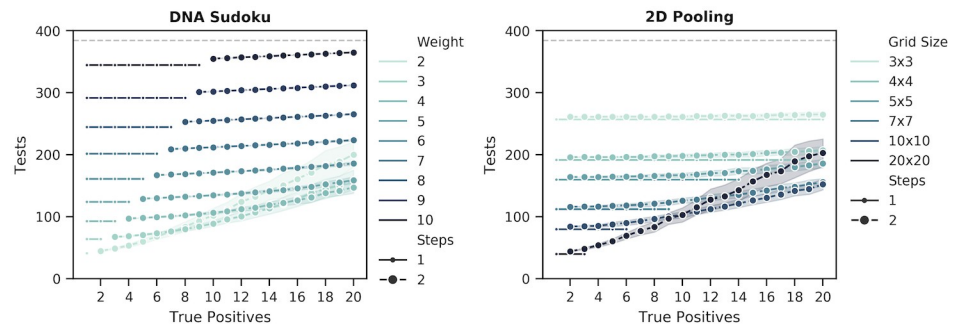 DNA Sudoku
400
300
200
100
0
Tests
2 4 6 8 10 12 14 16 18 20
True Positives
Weight
2
3
4
5
6
7
8
9
10
Steps
1
2
2D Pooling
400
300
200
100
0
Tests
2 4 6 8 10 12 14 16 18 20
True Positives
Grid Size
3x3
4x4
5x5
7x7
10x10
20x20
Steps
1
2